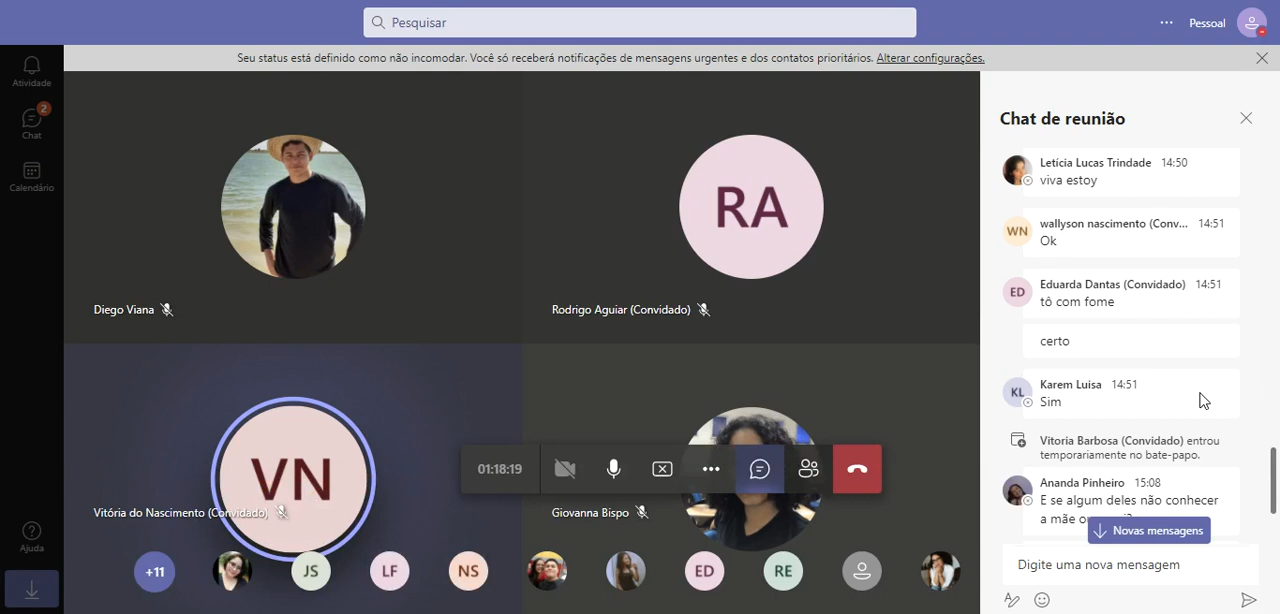 Pesquisar
Pessoal
Seu status está definido como não incomodar. Você só receberá notificações de mensagens urgentes e dos contatos prioritários. Alterar configurações.
Atividade
2
Chat
Calendário
Ajuda
RA
Diego Viana
Rodrigo Aguiar (Convidado)
VN
01:18:19
Vitória do Nascimento (Convidado)
Giovanna Bispo
+11
JS
LF
NS
ED
RE
Chat de reunião
Letícia Lucas Trindade 14:50
viva estoy
WN
wallyson nascimento (Conv... 14:51
Ok
ED
Eduarda Dantas (Convidado) 14:51
tô com fome
certo
KL
Karem Luisa 14:51
Sim
Vitoria Barbosa (Convidado) entrou
temporariamente no bate-papo.
Ananda Pinheiro 15:08
E se algum deles não conhecer
a mãe
Novas mensagens
Digite uma nova mensagem